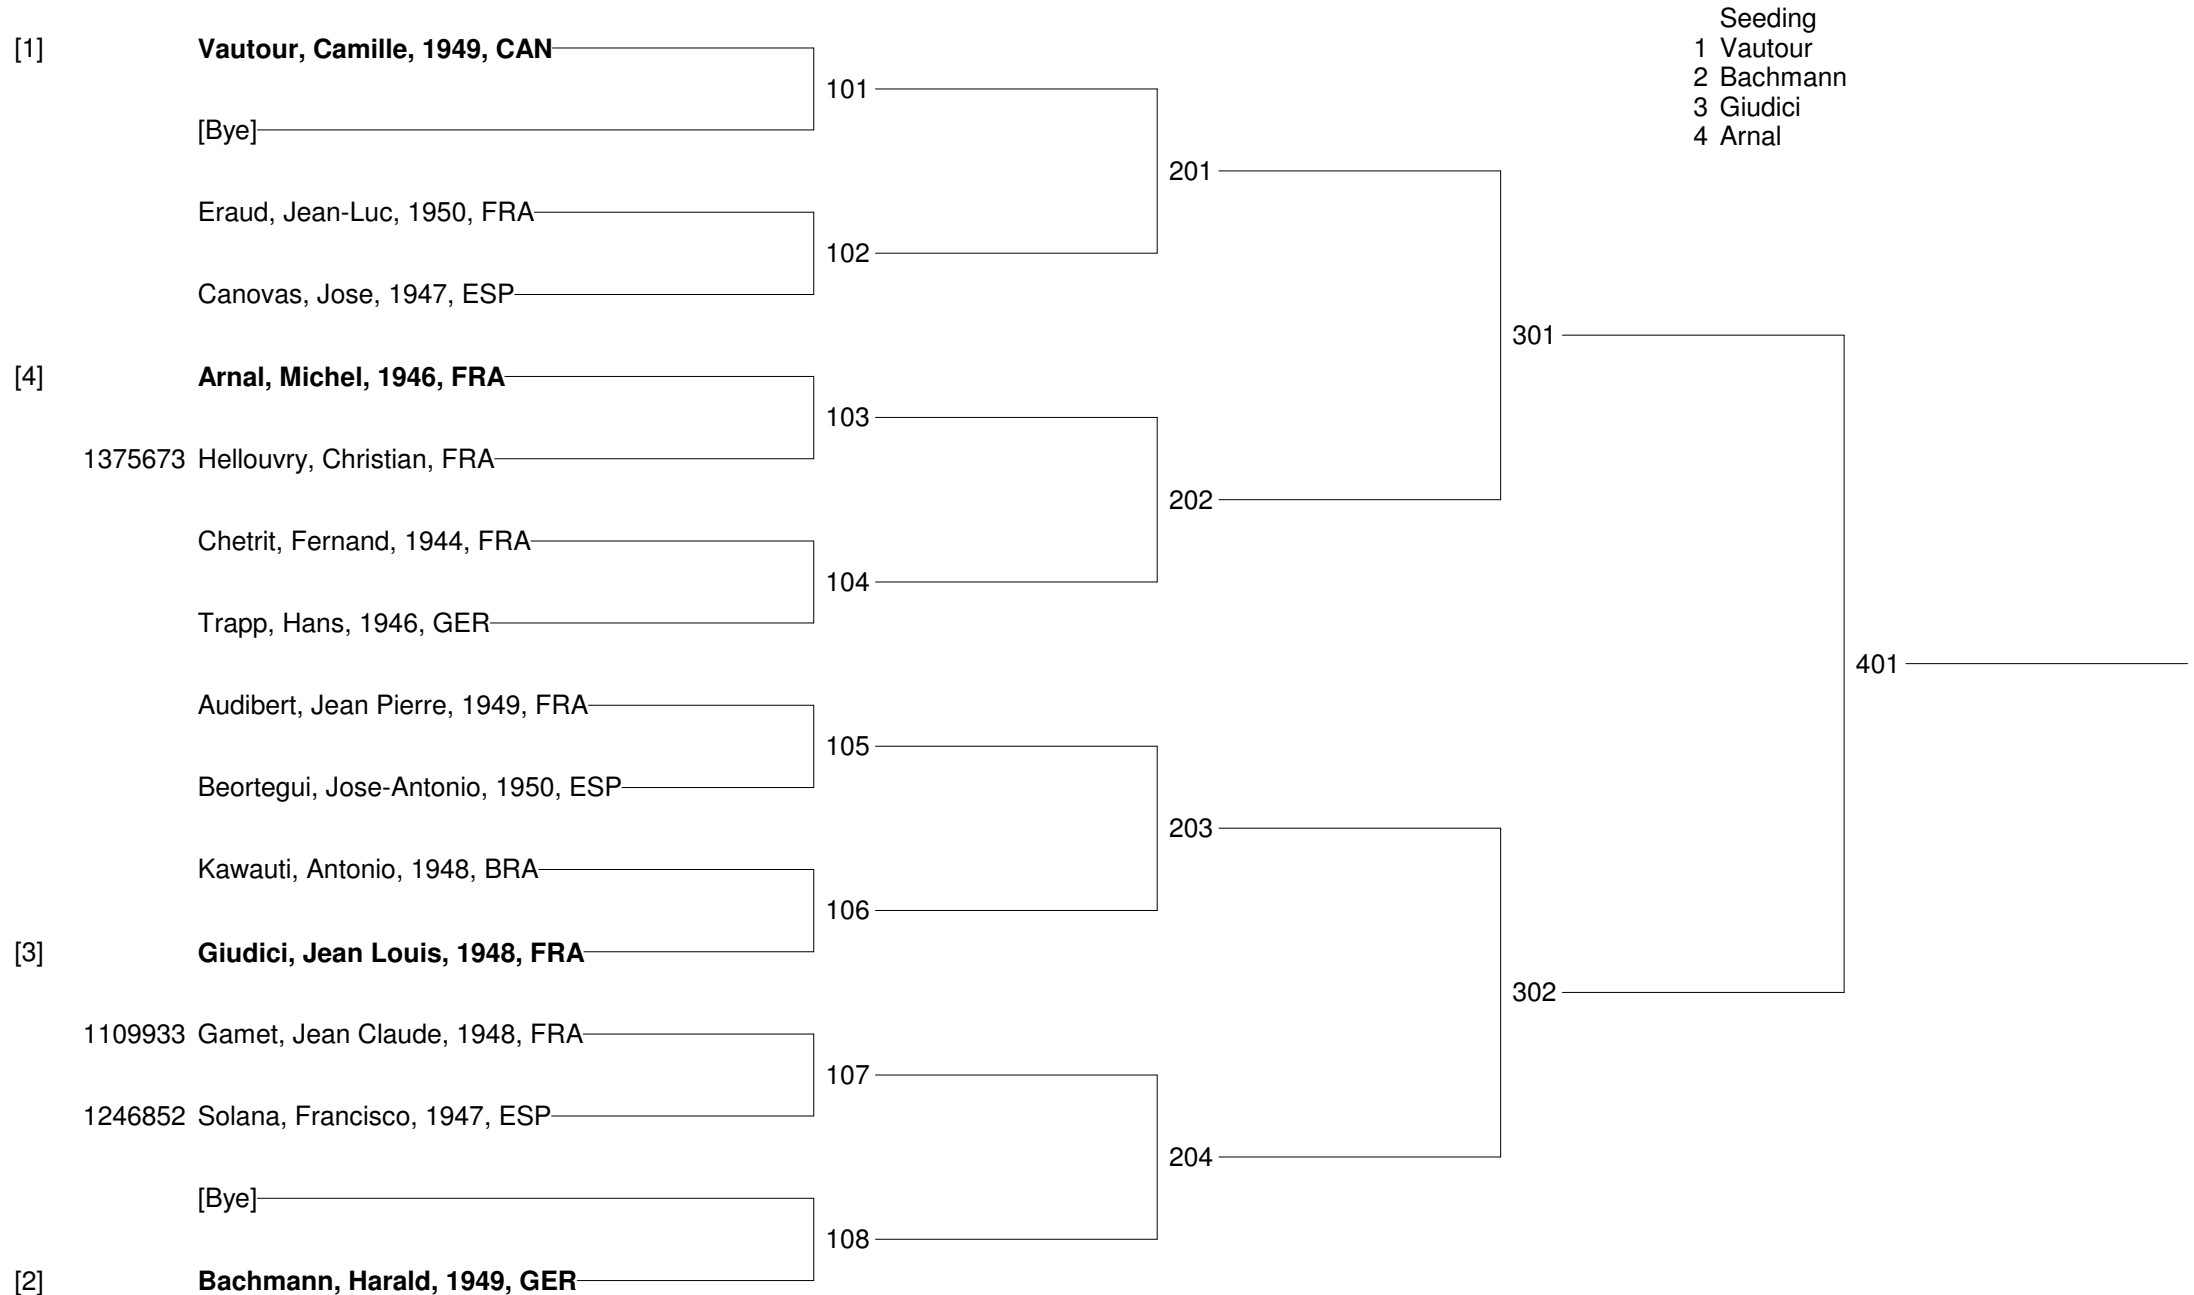 Seeding
1 Vautour
2 Bachmann
3 Giudici
4 Arnal
[1] Vautour, Camille, 1949, CAN
101
[Bye]
201
Eraud, Jean-Luc, 1950, FRA
102
Canovas, Jose, 1947, ESP
301
[4] Arnal, Michel, 1946, FRA
103
1375673 Hellouvry, Christian, FRA
202
Chetrit, Fernand, 1944, FRA
104
Trapp, Hans, 1946, GER
401
Audibert, Jean Pierre, 1949, FRA
105
Beortegui, Jose-Antonio, 1950, ESP
203
Kawauti, Antonio, 1948, BRA
106
[3] Giudici, Jean Louis, 1948, FRA
302
1109933 Gamet, Jean Claude, 1948, FRA
107
1246852 Solana, Francisco, 1947, ESP
204
[Bye]
108
[2] Bachmann, Harald, 1949, GER